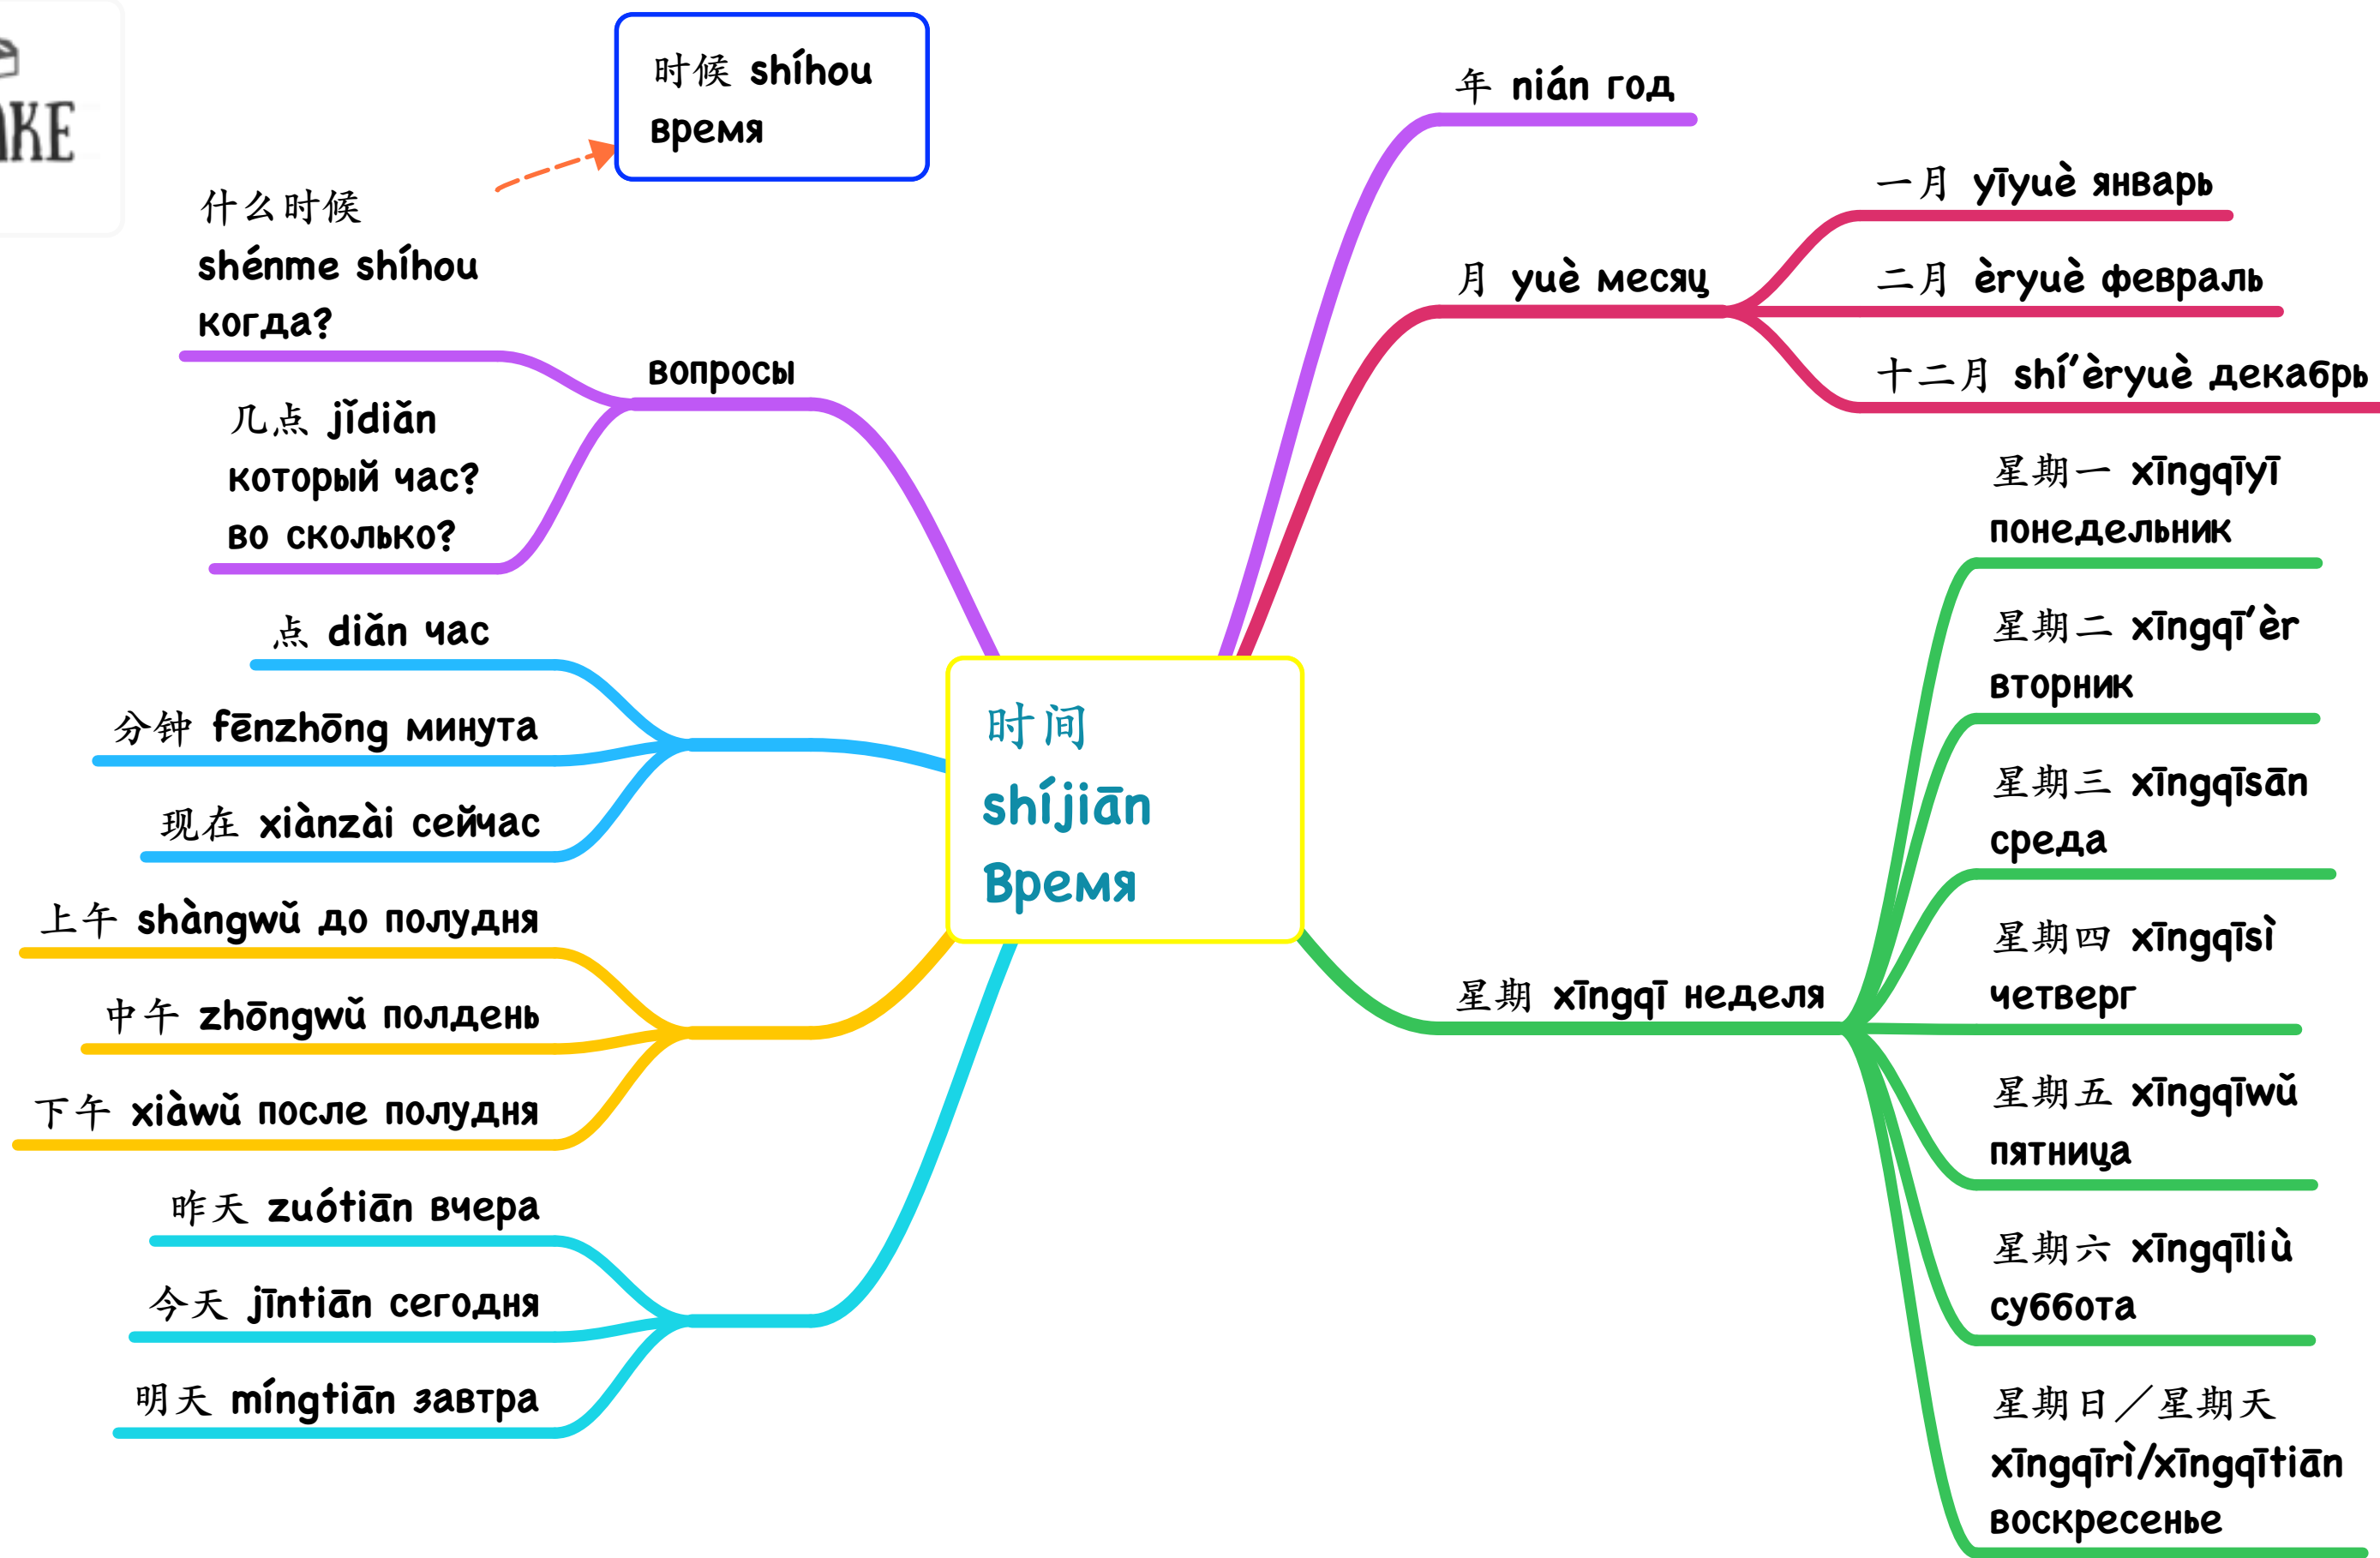 时候 shíhou
время
什么时候
shénme shíhou
когда?
вопросы
几点 jǐdiǎn
который час?
во сколько?
点 diǎn час
分钟 fēnzhōng минута
现在 xiànzài сейчас
上午 shàngwǔ до полудня
中午 zhōngwǔ полдень
下午 xiàwǔ после полудня
昨天 zuótiān вчера
今天 jīntiān сегодня
明天 míngtiān завтра
时间
shíjiān
Время
年 nián год
月 yuè месяц
一月 yīyuè январь
二月 èryuè февраль
十二月 shí'èryuè декабрь
星期 xīngqī неделя
星期一 xīngqīyī
понедельник
星期二 xīngqī'èr
вторник
星期三 xīngqīsān
среда
星期四 xīngqīsì
четверг
星期五 xīngqīwǔ
пятница
星期六 xīngqīliù
суббота
星期日／星期天
xīngqīrì/xīngqītiān
воскресенье